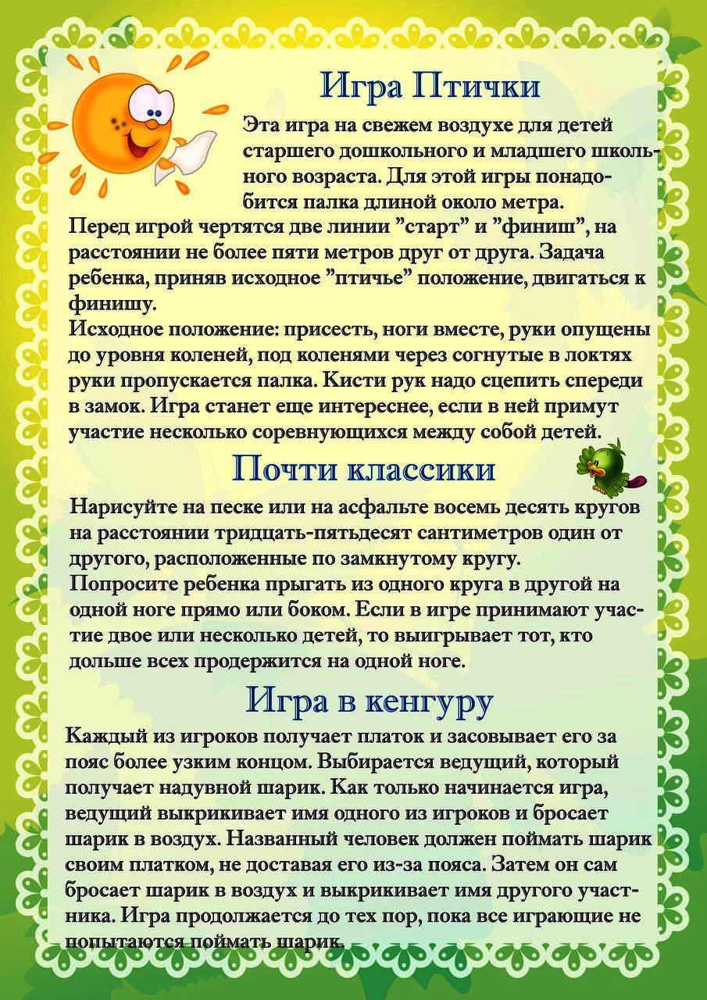 Игра Птички
Эта игра на свежем воздухе для детей
старшего дошкольного и младшего школь-
ного возраста. Для этой игры понадо-
бится палка длиной около метра.
Перед игрой чертятся две линии ”старт” и ”финиш”, на
расстоянии не более пяти метров друг от друга. Задача
ребенка, приняв исходное ”птичье” положение, двигаться к
финишу.
Исходное положение: присесть, ноги вместе, руки опущены
до уровня коленей, под коленями через согнутые в локтях
руки пропускается палка. Кисти рук надо сцепить спереди
в замок. Игра станет еще интереснее, если в ней примут
участие несколько соревнующихся между собой детей.
Почти классики
Нарисуйте на песке или на асфальте восемь десять кругов
на расстоянии тридцать-пятьдесят сантиметров один от
другого, расположенные по замкнутому кругу.
Попросите ребенка прыгать из одного круга в другой на
одной ноге прямо или боком. Если в игре принимают учас-
тие двое или несколько детей, то выигрывает тот, кто
дольше всех продержится на одной ноге.
Игра в кенгуру
Каждый из игроков получает платок и засовывает его за
пояс более узким концом. Выбирается ведущий, который
получает надувной шарик. Как только начинается игра,
ведущий выкрикивает имя одного из игроков и бросает
шарик в воздух. Названный человек должен поймать шарик
своим платком, не доставая его из-за пояса. Затем он сам
бросает шарик в воздух и выкрикивает имя другого участ-
ника. Игра продолжается до тех пор, пока все играющие не
попытаются поймать шарик.